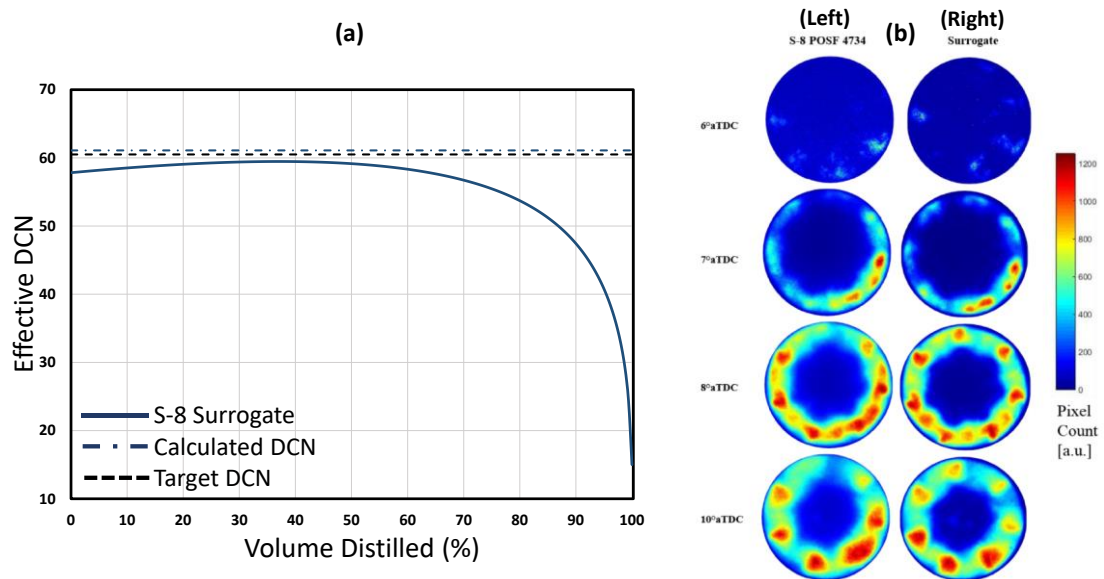 (a)
70
60
50
40
30
20
10
Effective DCN
S-8 Surrogate
Calculated DCN
Target DCN
0 10 20 30 40 50 60 70 80 90 100
Volume Distilled (%)
(Left) (b) (Right)
S-8 POSF 4734 Surrogate
6°aTDC
7°aTDC
8°aTDC
10°aTDC
1200
1000
800
600
400
200
0
Pixel
Count
[a.u.]